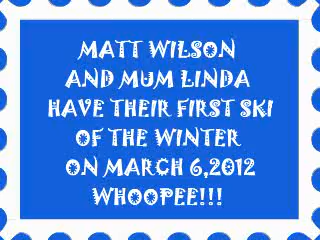 MATT WILSON
AND MUM LINDA
HAVE THEIR FIRST SKI
OF THE WINTER
ON MARCH 6,2012
WHOOPEE!!!